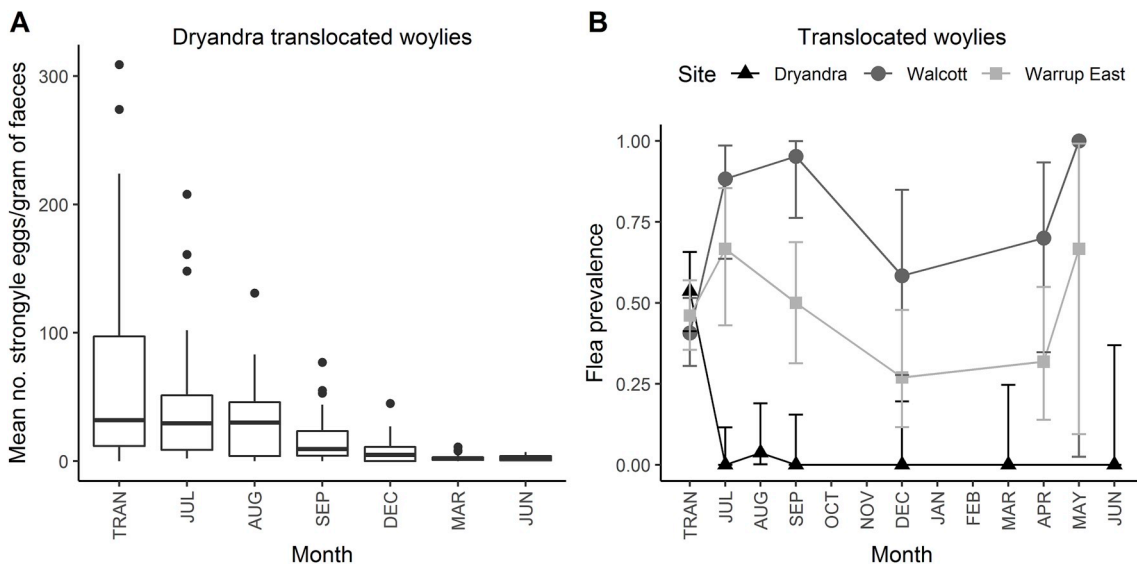 A
Dryandra translocated woylies
Mean no. strongyle eggs/gram of faeces
300
200
100
0
TRAN
JUL
AUG
SEP
DEC
MAR
JUN
Month
B
Translocated woylies
Site Dryandra Walcott Warrup East
Flea prevalence
1.00
0.75
0.50
0.25
0.00
TRAN
JUL
AUG
SEP
OCT
NOV
DEC
JAN
FEB
MAR
APR
MAY
JUN
Month